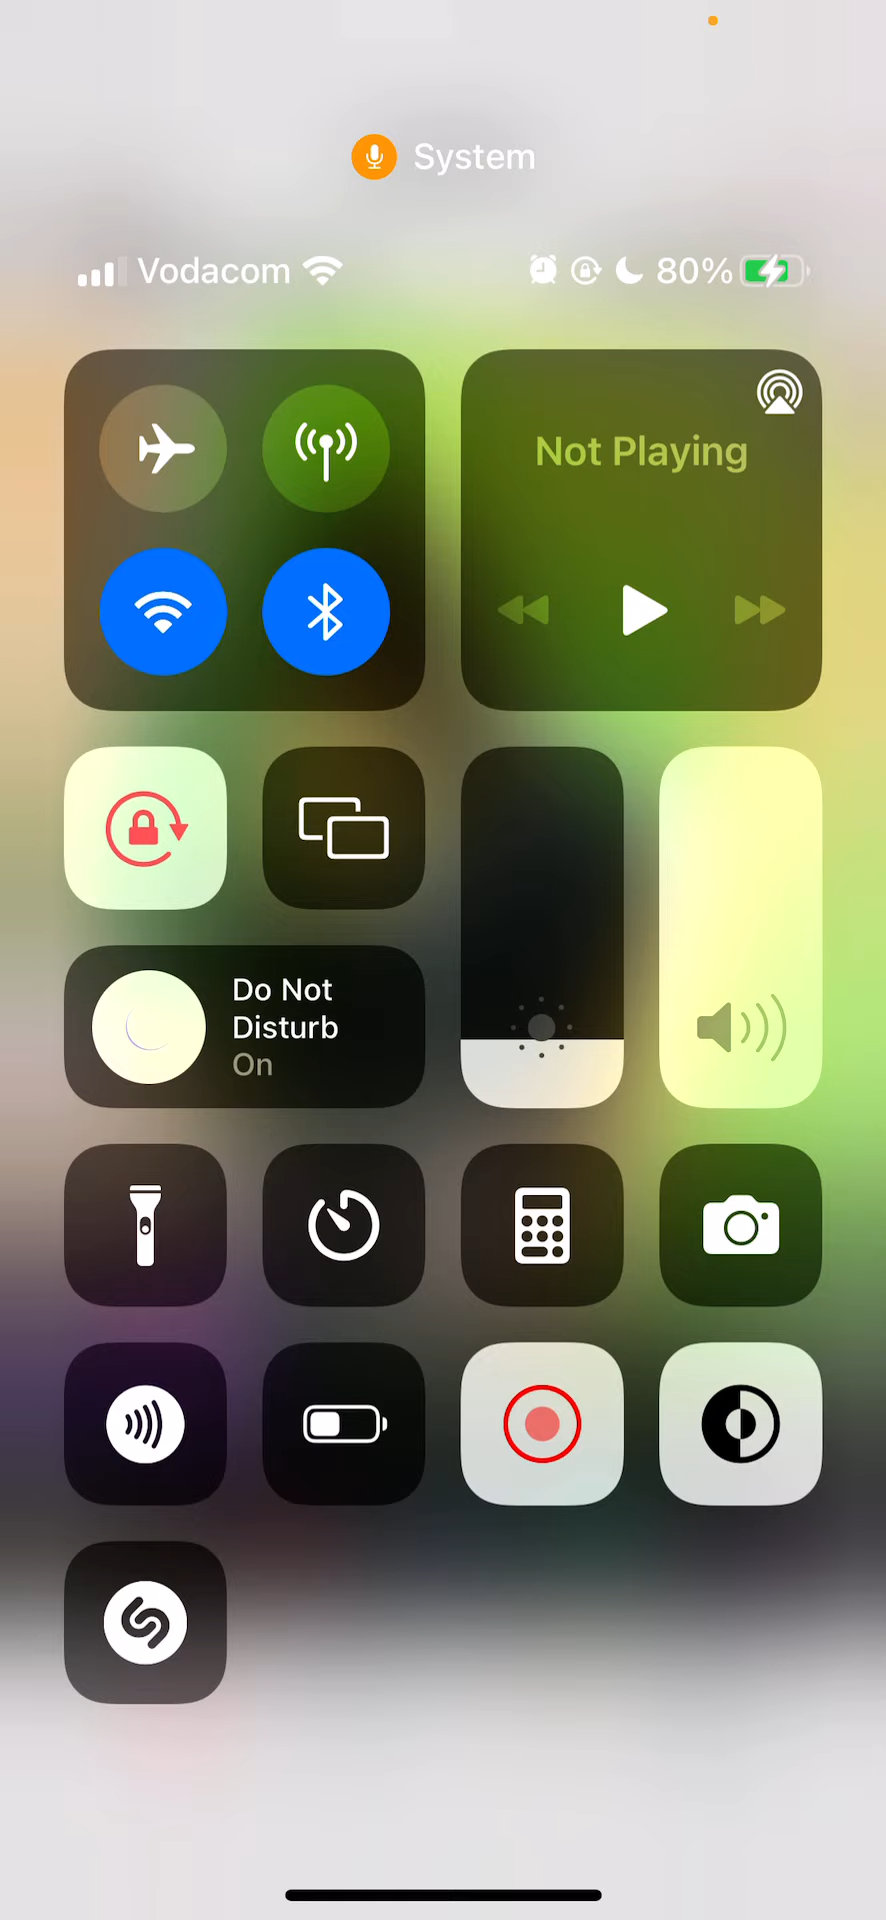 System
Vodacom 80%
Not Playing
Do Not
Disturb
On